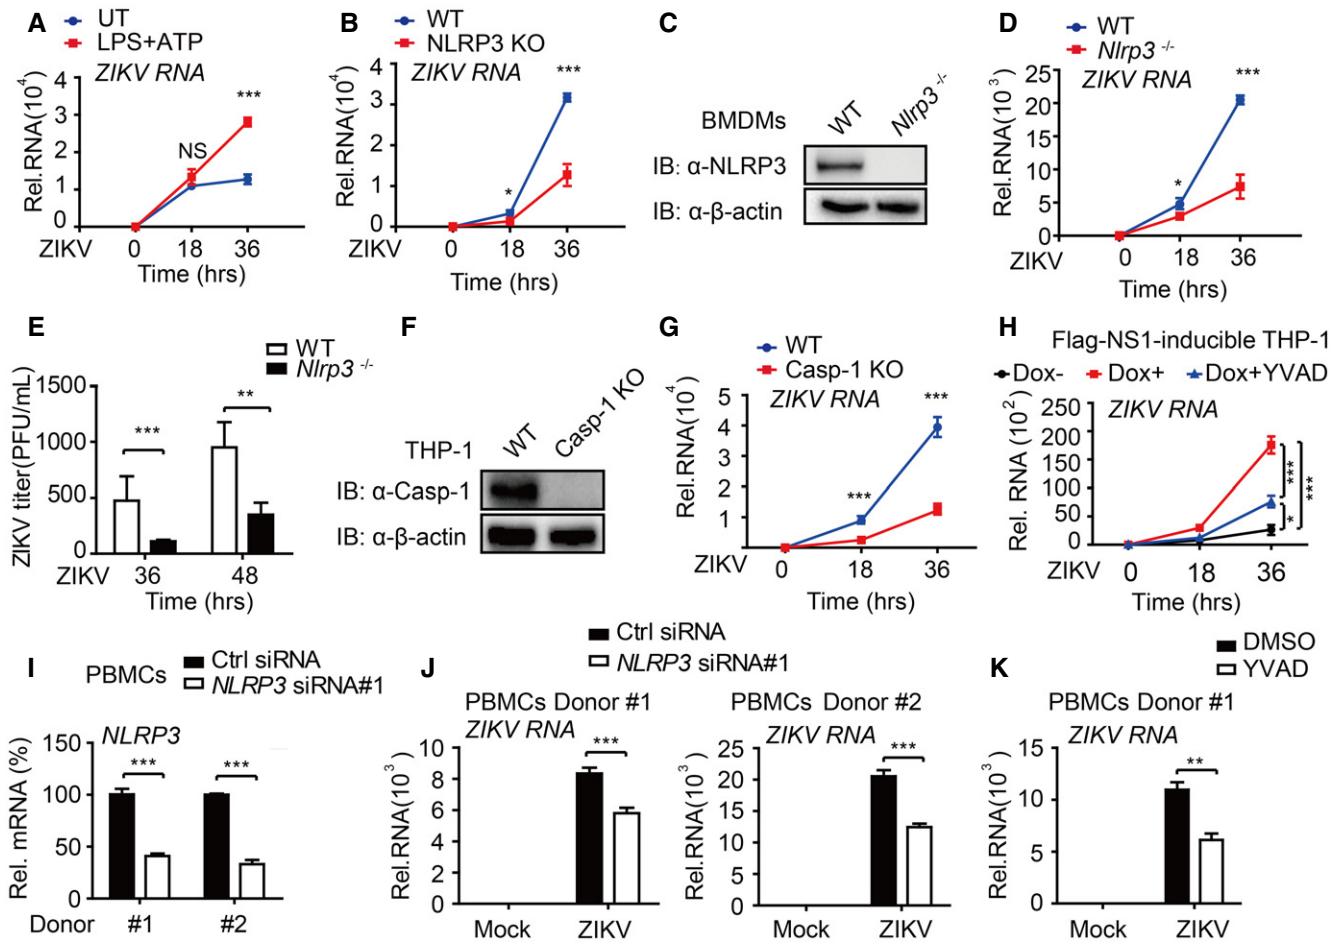 A
UT
LPS+ATP
ZIKV RNA
Rel.RNA(10⁴)
4
3
2
1
0
NS
***
ZIKV 0 18 36
Time (hrs)
B
WT
NLRP3 KO
ZIKV RNA
Rel.RNA(10⁴)
4
3
2
1
0
*
***
0 18 36
Time (hrs)
C
BMDMs WT Nlrp3 -/-
IB: α-NLRP3
IB: α-β-actin
D
WT
Nlrp3 -/-
ZIKV RNA
Rel.RNA(10³)
25
20
15
10
5
0
*
***
ZIKV 0 18 36
Time (hrs)
E
WT
Nlrp3 -/-
ZIKV titer(PFU/mL)
1500
1000
500
0
***
**
ZIKV 36 48
Time (hrs)
F
THP-1 WT Casp-1 KO
IB: α-Casp-1
IB: α-β-actin
G
WT
Casp-1 KO
ZIKV RNA
Rel.RNA(10⁴)
5
4
3
2
1
***
***
ZIKV 0 18 36
Time (hrs)
H
Flag-NS1-inducible THP-1
Dox- Dox+ Dox+YVAD
ZIKV RNA
Rel. RNA (10²)
250
200
150
100
50
0
***
*
***
ZIKV 0 18 36
Time (hrs)
I
PBMCs
Ctrl siRNA
NLRP3 siRNA#1
NLRP3
Rel. mRNA (%)
150
100
50
0
***
***
Donor #1 #2
J
Ctrl siRNA
NLRP3 siRNA#1
PBMCs Donor #1
ZIKV RNA
Rel.RNA(10³)
10
8
6
4
2
0
***
Mock ZIKV
PBMCs Donor #2
ZIKV RNA
Rel.RNA(10³)
25
20
15
10
5
0
***
Mock ZIKV
K
DMSO
YVAD
PBMCs Donor #1
ZIKV RNA
Rel.RNA(10³)
15
10
5
0
**
Mock ZIKV